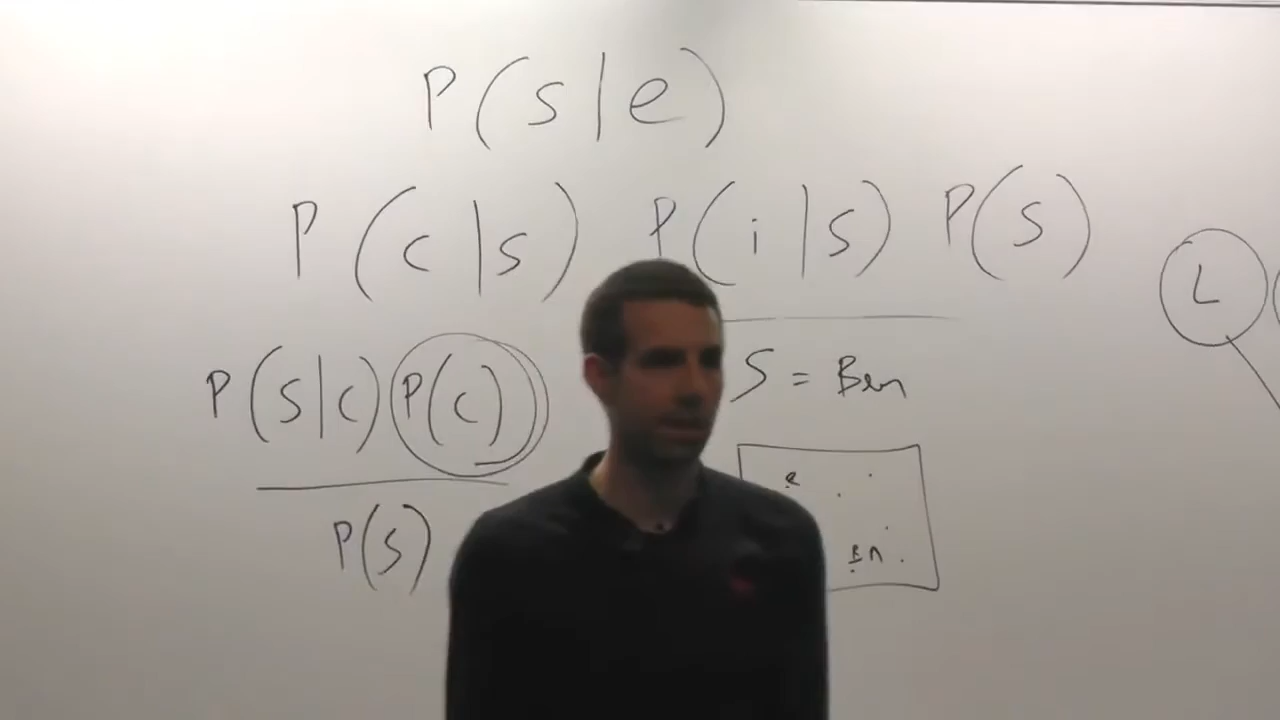 P(s|e)
P(c|s) P(i|s) P(s)
P(s|c) P(c)
P(s)
S = Ben
L